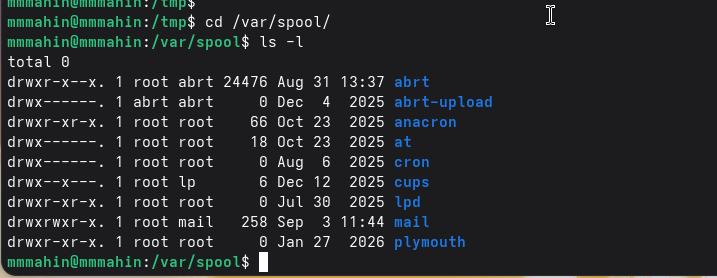 mmmahin@mmmahin:/tmp$
mmmahin@mmmahin:/tmp$ cd /var/spool/
mmmahin@mmmahin:/var/spool$ ls -l
total 0
drwxr-x--x. 1 root abrt 24476 Aug 31 13:37 abrt
drwx------. 1 abrt abrt     0 Dec  4  2025 abrt-upload
drwxr-xr-x. 1 root root    66 Oct 23  2025 anacron
drwx------. 1 root root    18 Oct 23  2025 at
drwx------. 1 root root     0 Aug  6  2025 cron
drwx--x---. 1 root lp       6 Dec 12  2025 cups
drwxr-xr-x. 1 root root     0 Jul 30  2025 lpd
drwxrwxr-x. 1 root mail   258 Sep  3 11:44 mail
drwxr-xr-x. 1 root root     0 Jan 27  2026 plymouth
mmmahin@mmmahin:/var/spool$